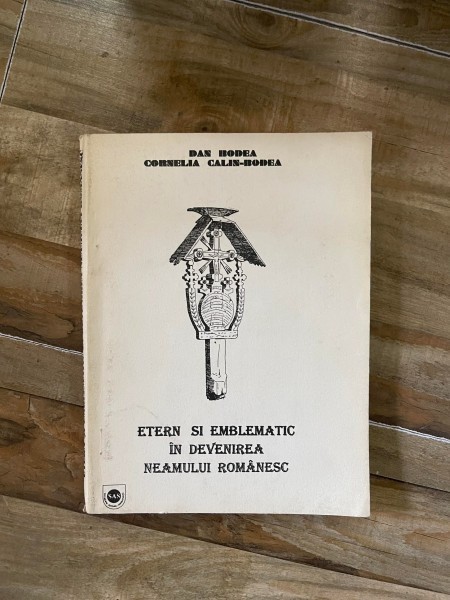 DAN BODEA
CORNELIA CALIN-BODEA
ETERN SI EMBLEMATIC
ÎN DEVENIREA
NEAMULUI ROMÂNESC
SAS